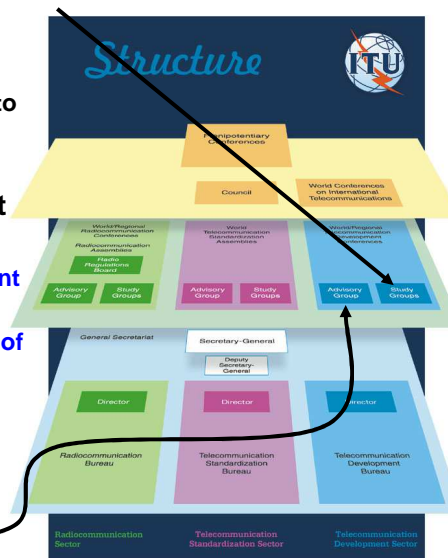 Structure
ITU
to
Plenipotentiary
Conferences
Council
World Conferences
on International
Telecommunications
t
World/Regional
Radiocommunication
Conferences
Radiocommunication
Assemblies
Radio
Regulations
Board
Advisory
Group
Study
Groups
World
Telecommunication
Standardization
Assemblies
Advisory
Group
Study
Groups
World/Regional
Telecommunication
Development
Conferences
Advisory
Group
Study
Groups
nt
of
General Secretariat
Secretary-General
Deputy
Secretary-
General
Director
Radiocommunication
Bureau
Director
Telecommunication
Standardization
Bureau
Director
Telecommunication
Development
Bureau
Radiocommunication
Sector
Telecommunication
Standardization Sector
Telecommunication
Development Sector